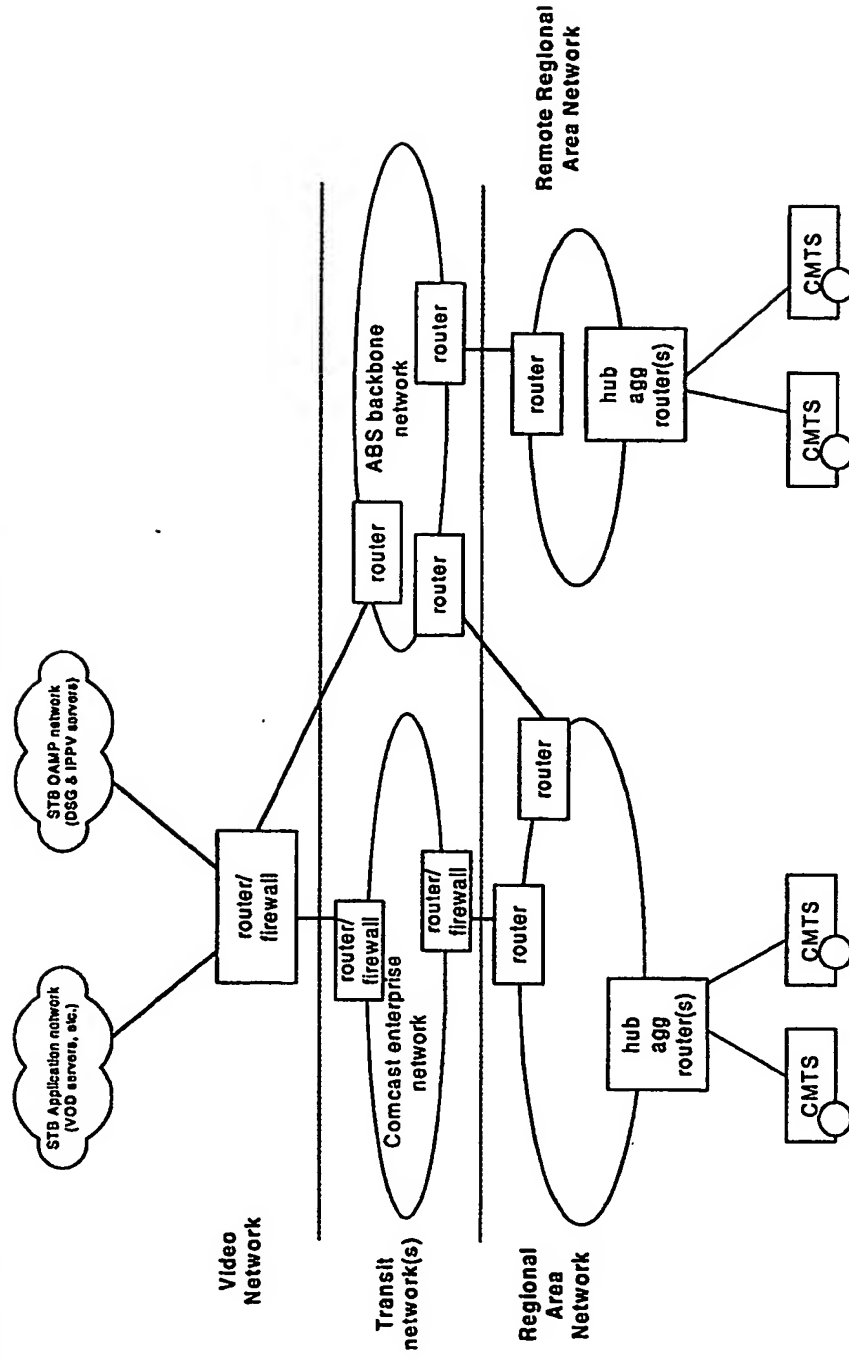 STB Application network
(VOD servers, etc.)
STB OAMP network
(DSG & IPPV servers)
Video
Network
router/
firewall
Transit
network(s)
router/
firewall
Comcast enterprise
network
router/
firewall
router
ABS backbone
network
router
router
Regional
Area
Network
router
router
hub
agg
router(s)
CMTS
CMTS
Remote Regional
Area Network
router
hub
agg
router(s)
CMTS
CMTS